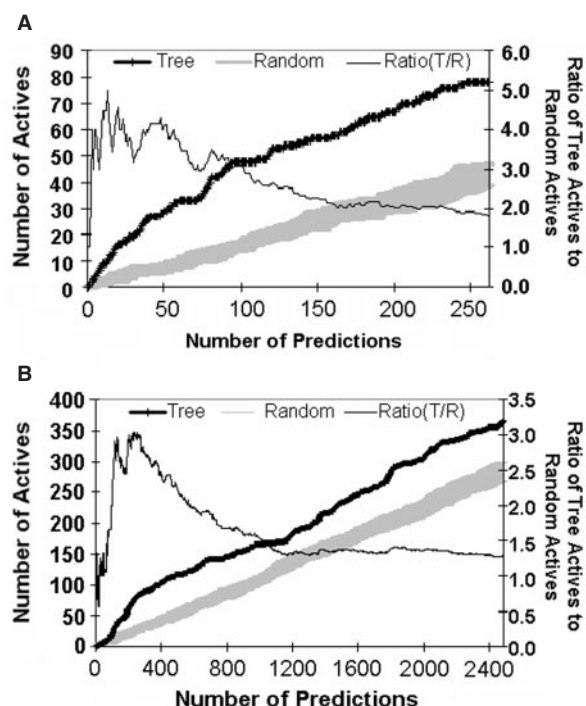 A
Tree Random Ratio(T/R)
Number of Actives
90
80
70
60
50
40
30
20
10
0
6.0
5.0
4.0
3.0
2.0
1.0
0.0
Ratio of Tree Actives to
Random Actives
0 50 100 150 200 250
Number of Predictions
B
Tree Random Ratio(T/R)
Number of Actives
400
350
300
250
200
150
100
50
0
3.5
3.0
2.5
2.0
1.5
1.0
0.5
0.0
Ratio of Tree Actives to
Random Actives
0 400 800 1200 1600 2000 2400
Number of Predictions